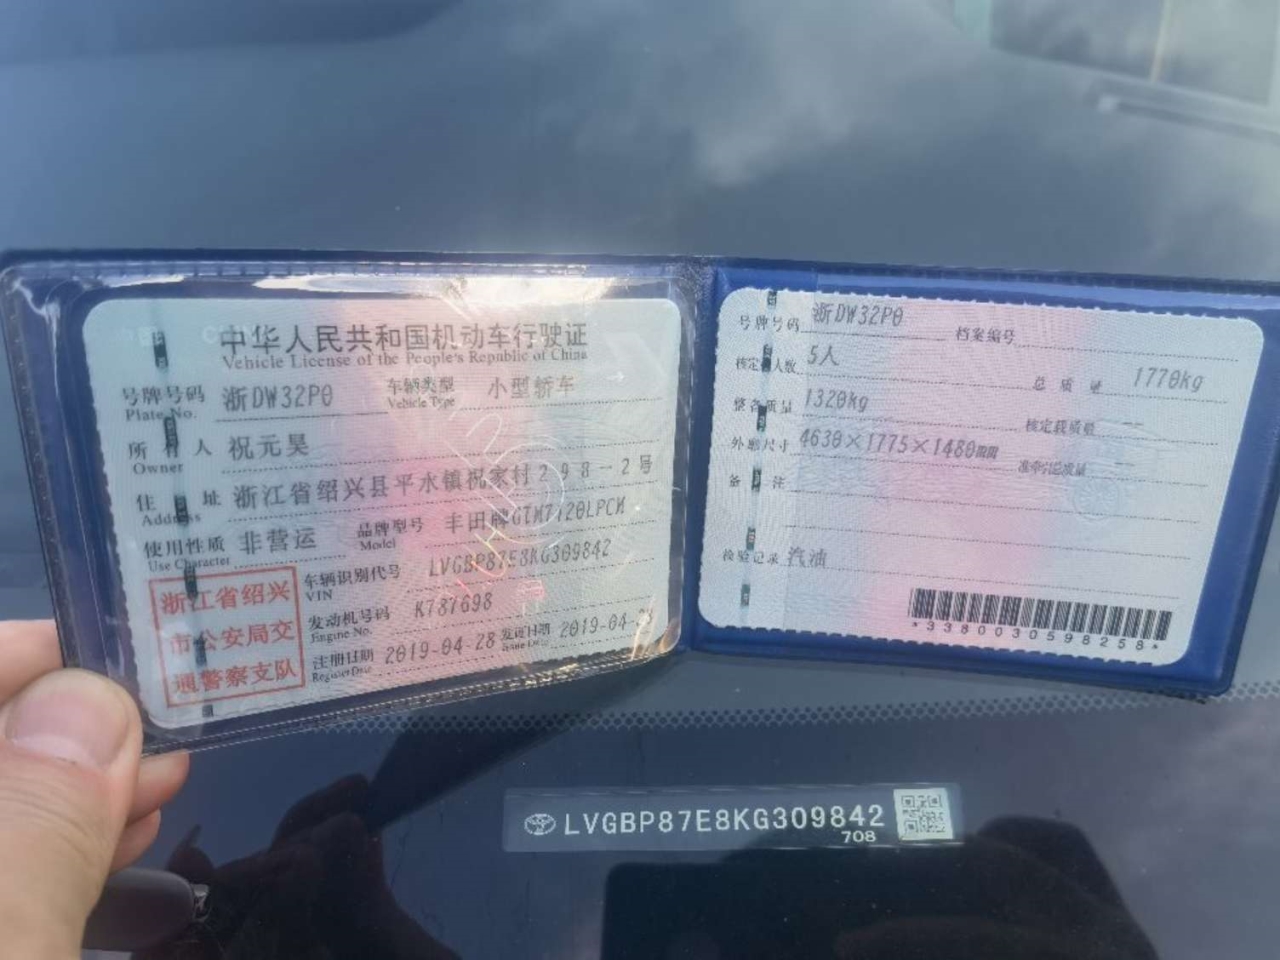 中华人民共和国机动车行驶证
Vehicle License of the People's Republic of China
号牌号码 浙DW32P0 车辆类型 小型轿车
Plate No. Vehicle Type
所有人 祝元昊
Owner
住址 浙江省绍兴县平水镇祝家村298-2号
Address
使用性质 非营运 品牌型号 丰田牌GTM7120LPCM
Use Character Model
浙江省绍兴
市公安局交
通警察支队
车辆识别代号 LVGBP87E8KG309842
VIN
发动机号码 K787698
Engine No.
注册日期 2019-04-28 发证日期 2019-04-28
Register Date Issue Date
号牌号码 浙DW32P0 档案编号
核定载人数 5人 总质量 1770kg
整备质量 1320kg 核定载质量 --
外廓尺寸 4630×1775×1480mm 准牵引总质量 --
备注
检验记录 汽油
*3380030598258*
LVGBP87E8KG309842
708